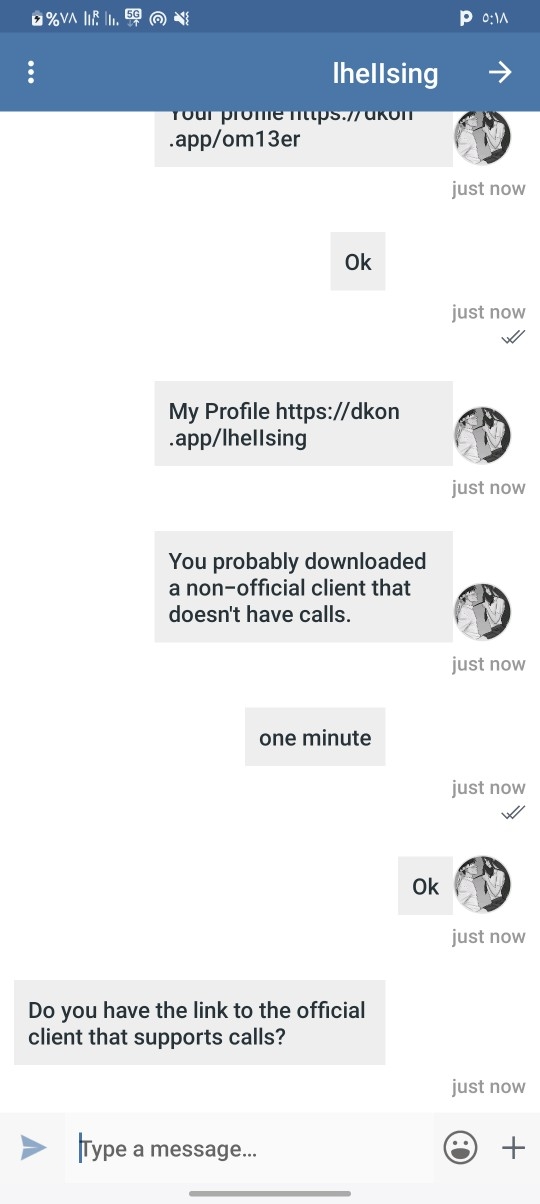 %٧٨ 5G ٥:١٨
lhellsing
Your profile https://dkon
.app/om13er
just now
Ok
just now
My Profile https://dkon
.app/lhellsing
just now
You probably downloaded
a non-official client that
doesn't have calls.
just now
one minute
just now
Ok
just now
Do you have the link to the official
client that supports calls?
just now
Type a message...